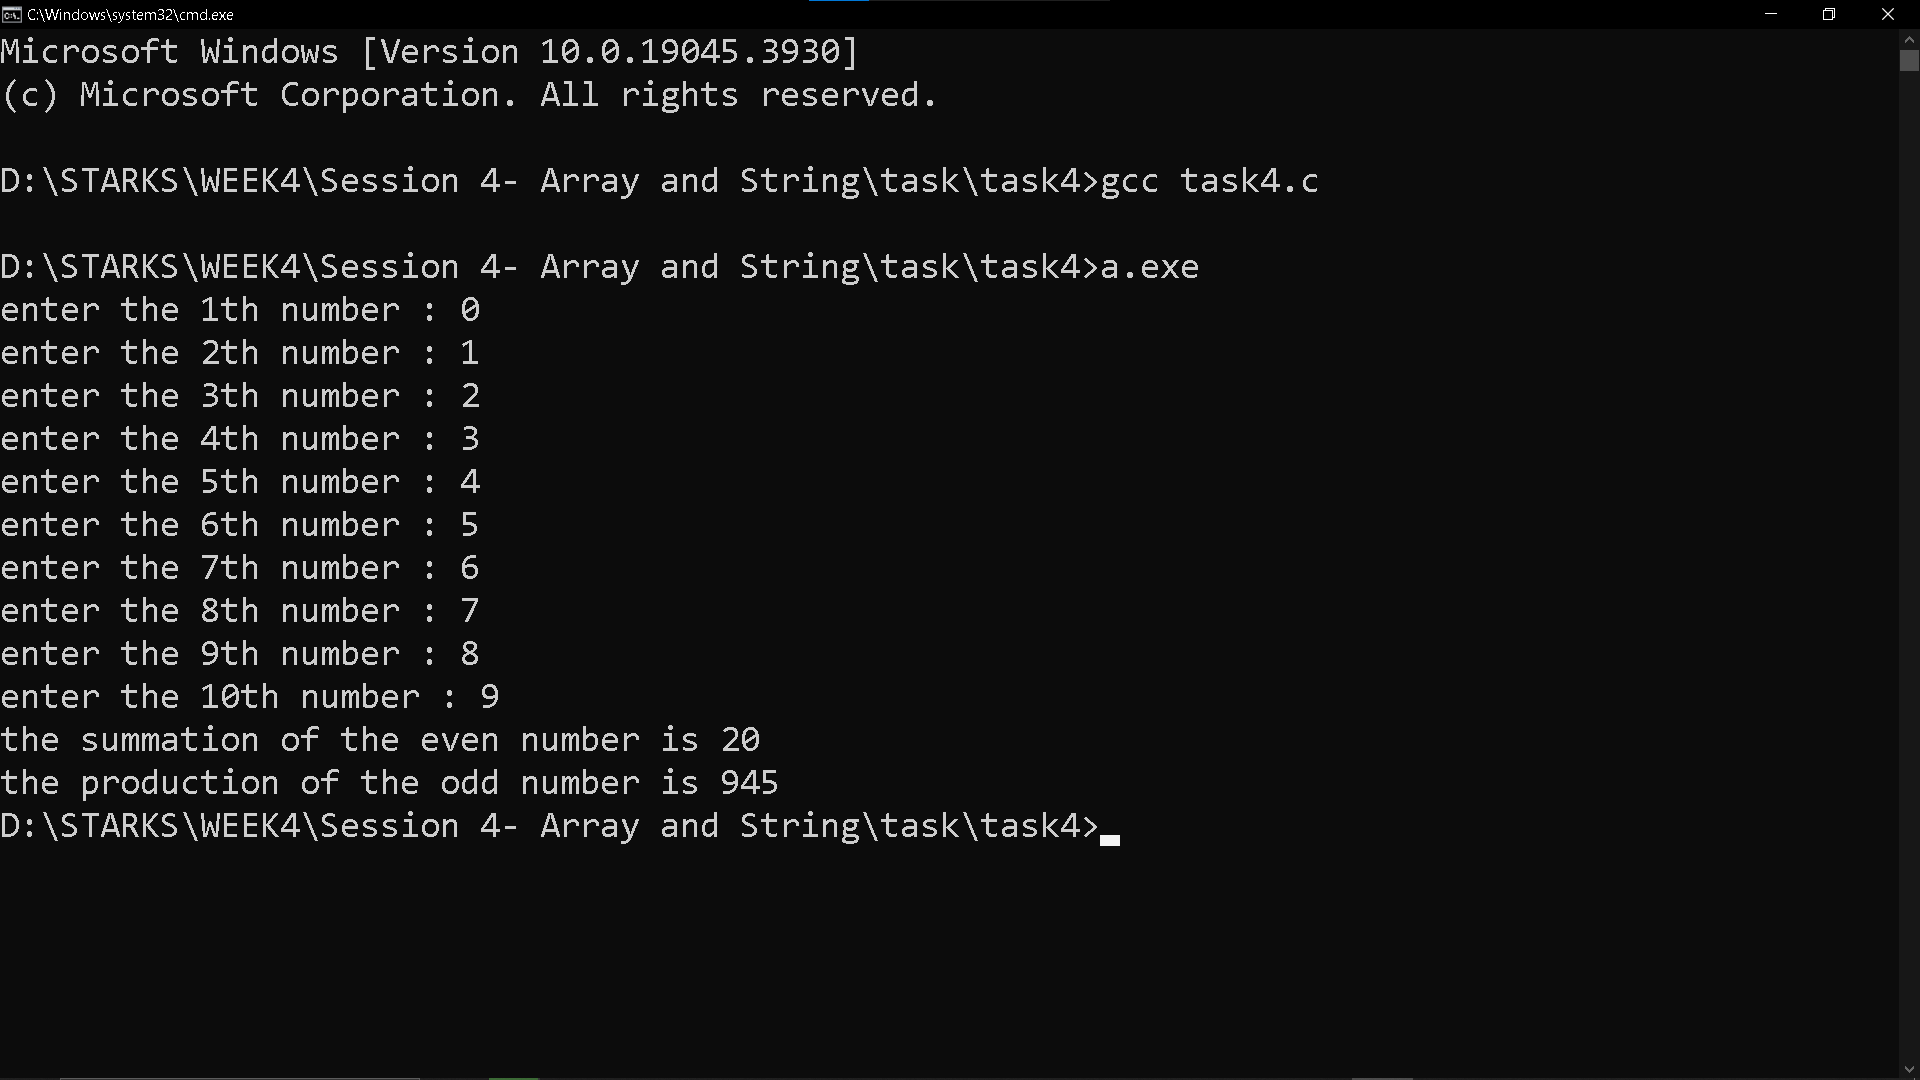 C:\Windows\system32\cmd.exe
Microsoft Windows [Version 10.0.19045.3930]
(c) Microsoft Corporation. All rights reserved.
D:\STARKS\WEEK4\Session 4- Array and String\task\task4>gcc task4.c
D:\STARKS\WEEK4\Session 4- Array and String\task\task4>a.exe
enter the 1th number : 0
enter the 2th number : 1
enter the 3th number : 2
enter the 4th number : 3
enter the 5th number : 4
enter the 6th number : 5
enter the 7th number : 6
enter the 8th number : 7
enter the 9th number : 8
enter the 10th number : 9
the summation of the even number is 20
the production of the odd number is 945
D:\STARKS\WEEK4\Session 4- Array and String\task\task4>